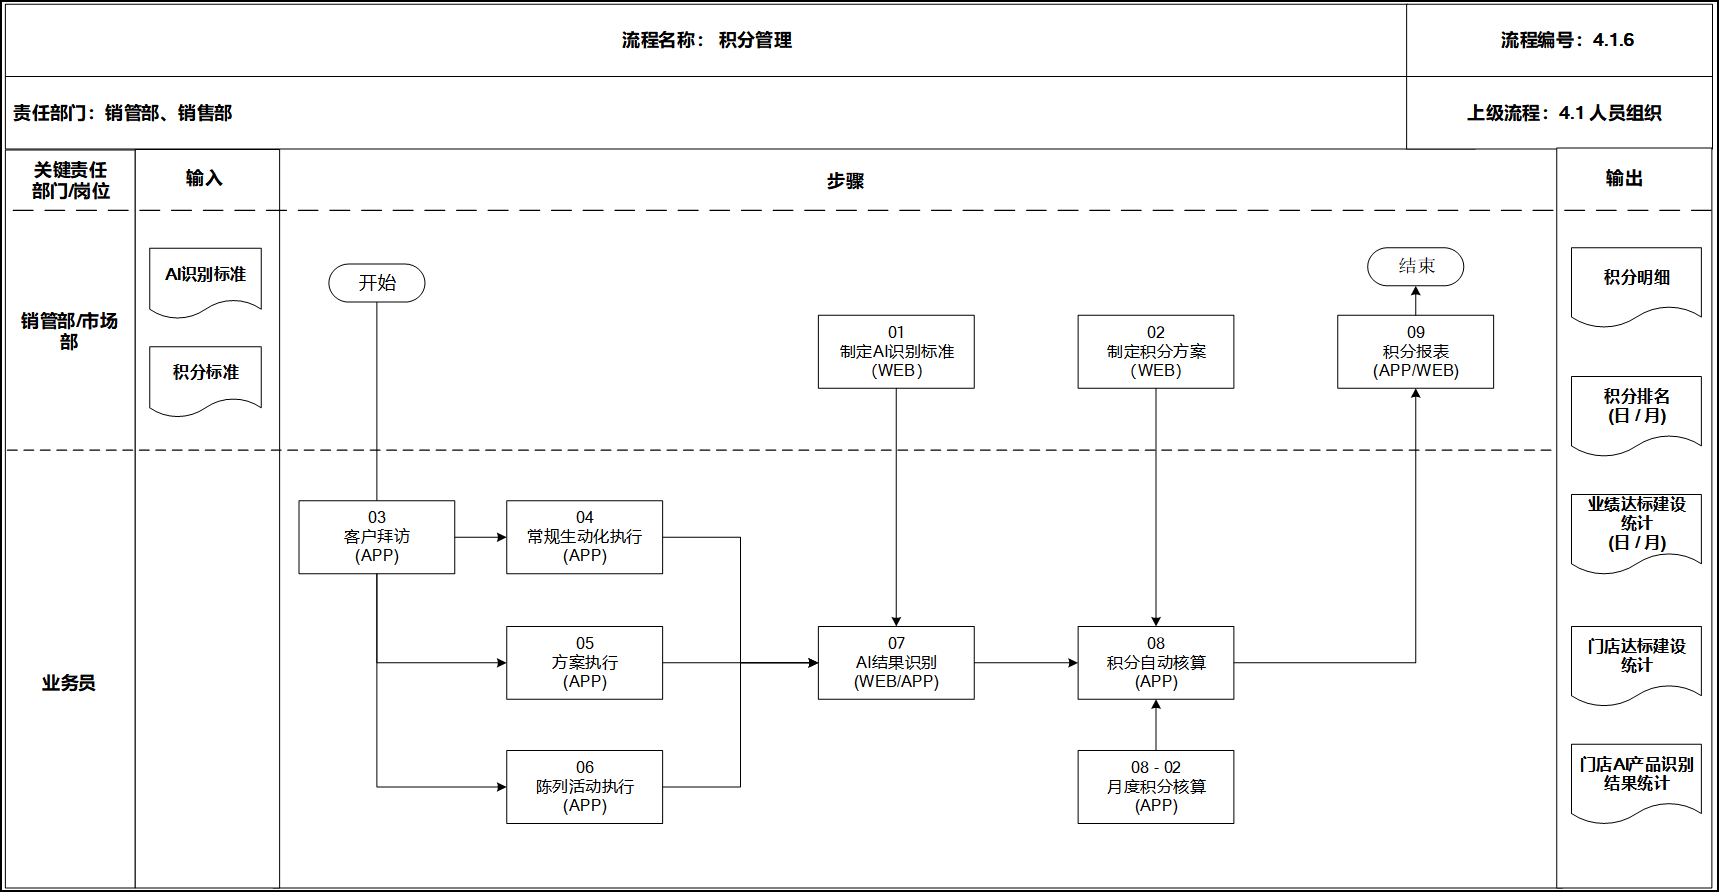 流程名称： 积分管理
流程编号：4.1.6
责任部门：销管部、销售部
上级流程：4.1 人员组织
关键责任
部门/岗位
输入
步骤
输出
销管部/市场
部
AI识别标准
积分标准
开始
01
制定AI识别标准
(WEB）
02
制定积分方案
（WEB）
结束
09
积分报表
(APP/WEB)
积分明细
积分排名
(日 / 月)
业务员
03
客户拜访
(APP)
04
常规生动化执行
(APP)
05
方案执行
(APP)
06
陈列活动执行
(APP)
07
AI结果识别
(WEB/APP)
08
积分自动核算
(APP)
08 - 02
月度积分核算
(APP)
业绩达标建设
统计
(日 / 月)
门店达标建设
统计
门店AI产品识别
结果统计